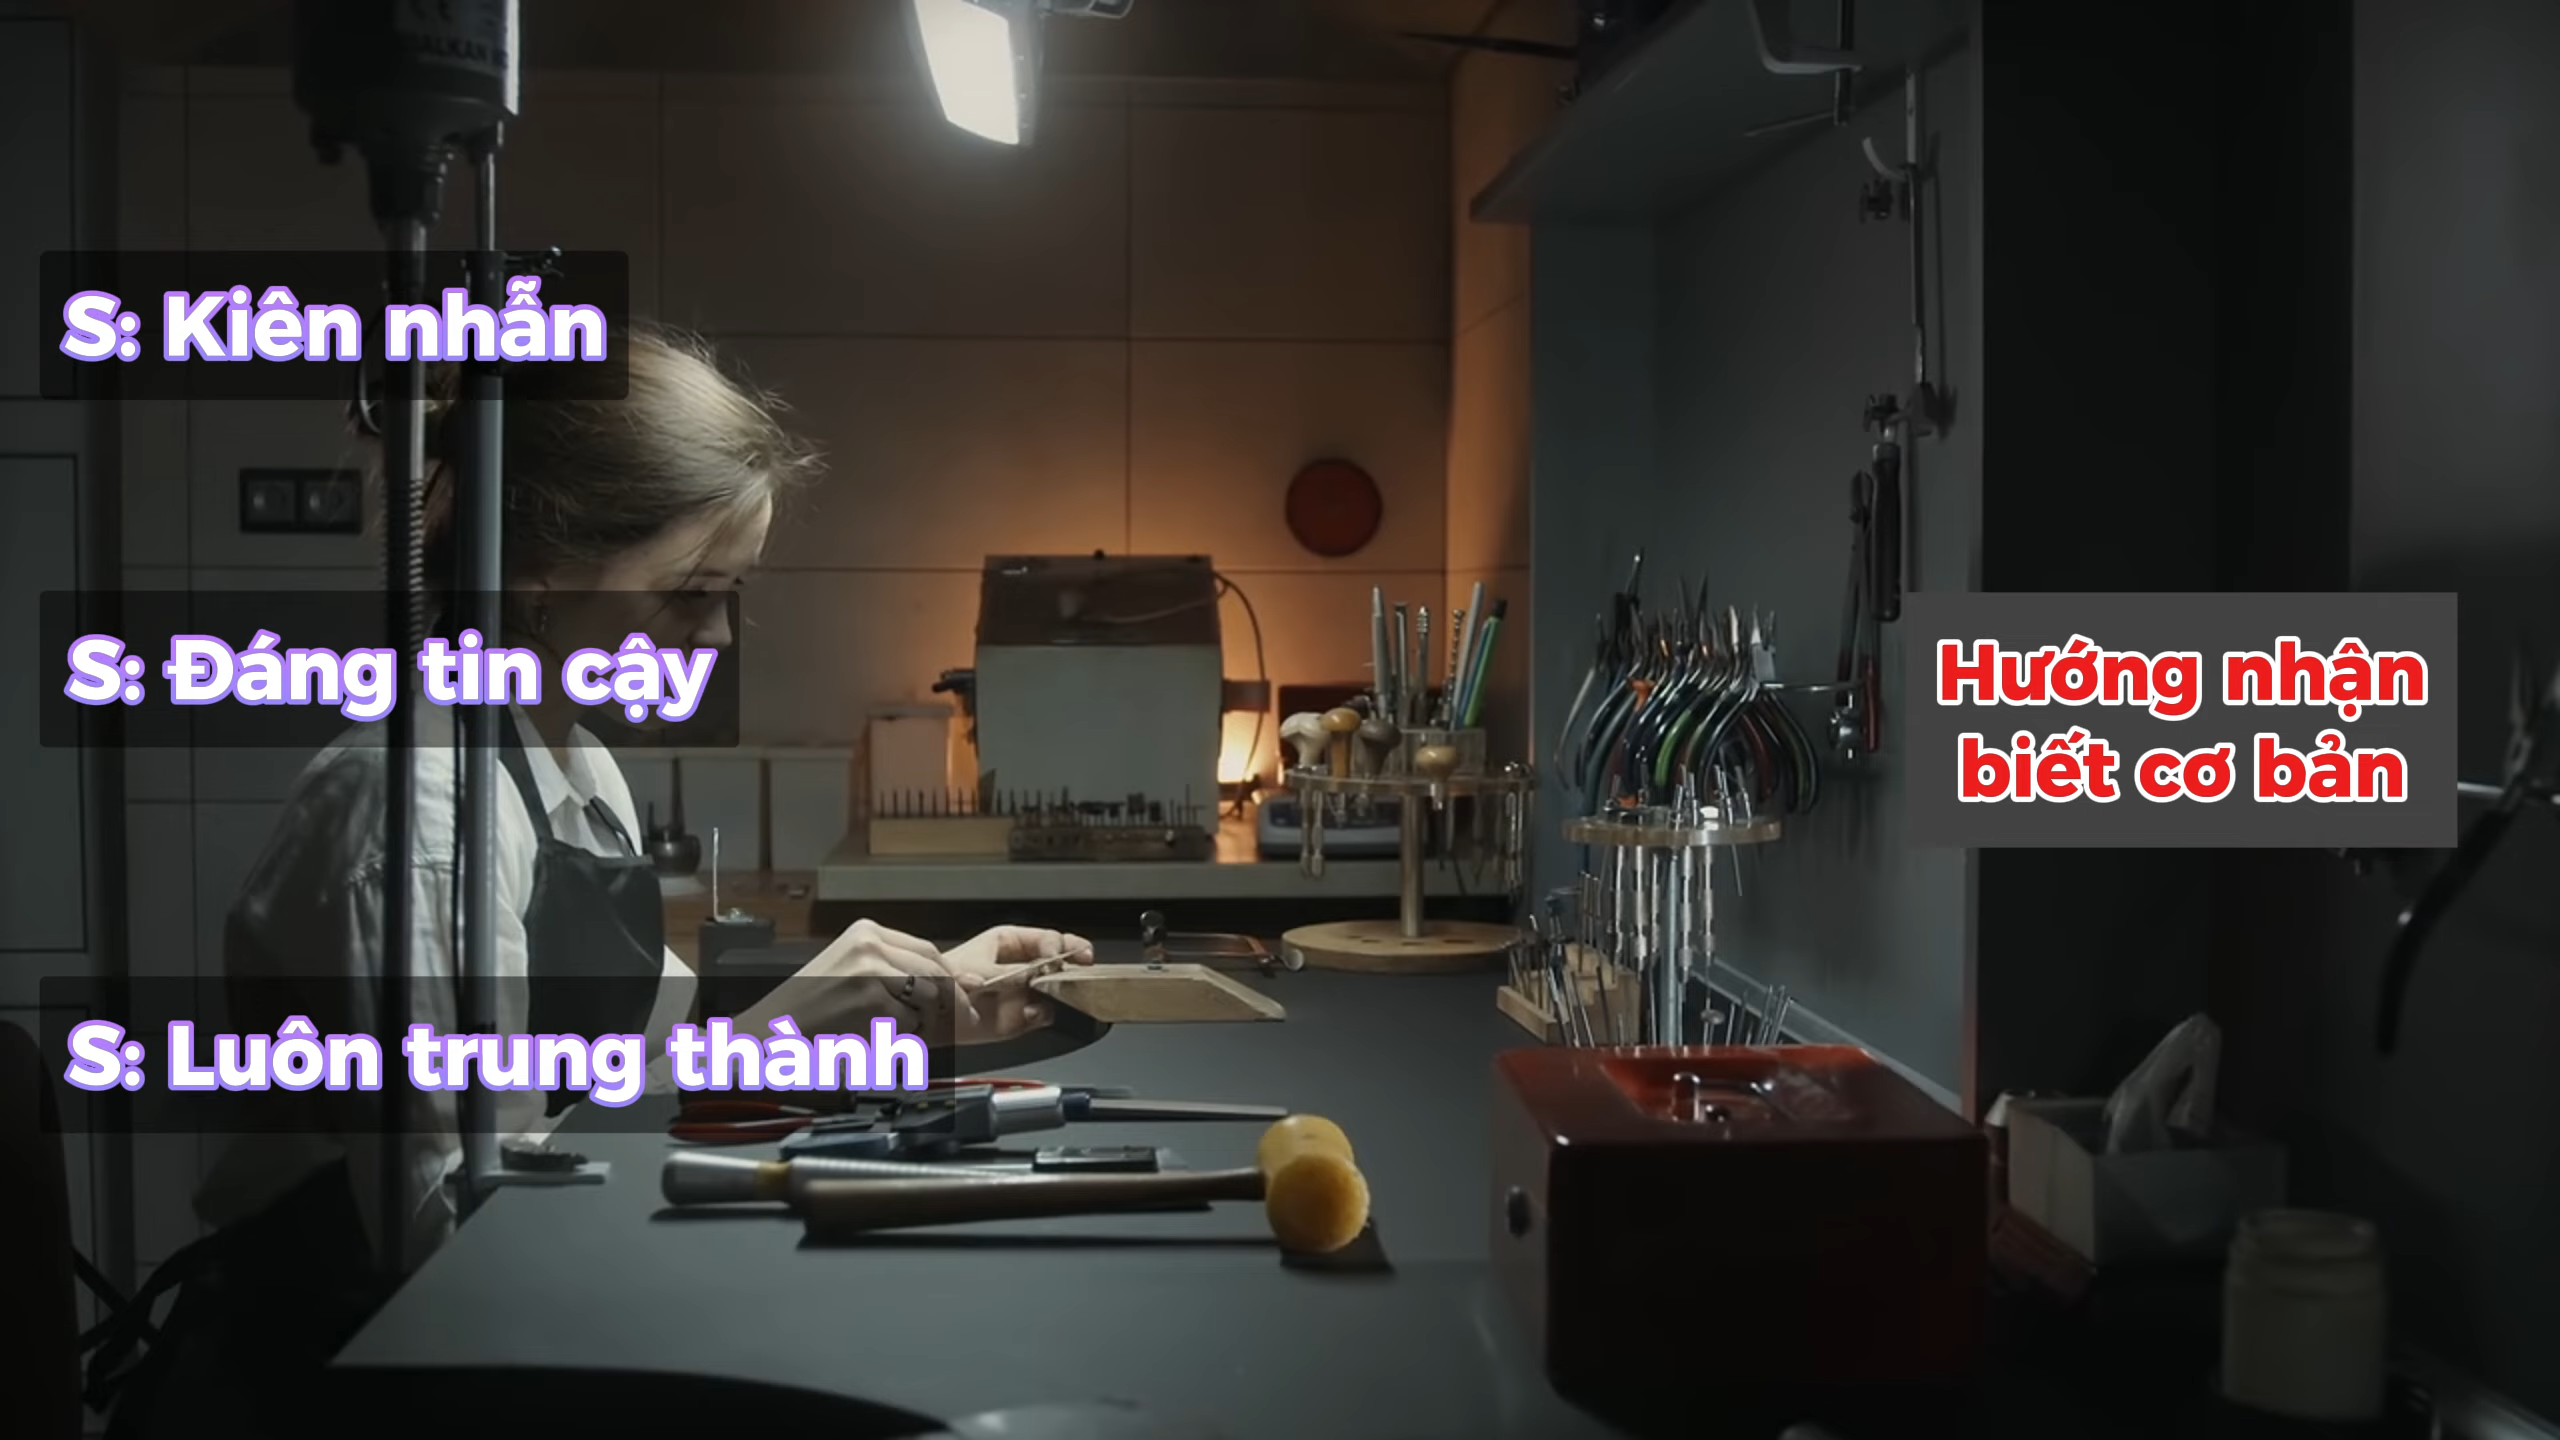 S: Kiên nhẫn
S: Đáng tin cậy
Hướng nhận
biết cơ bản
S: Luôn trung thành